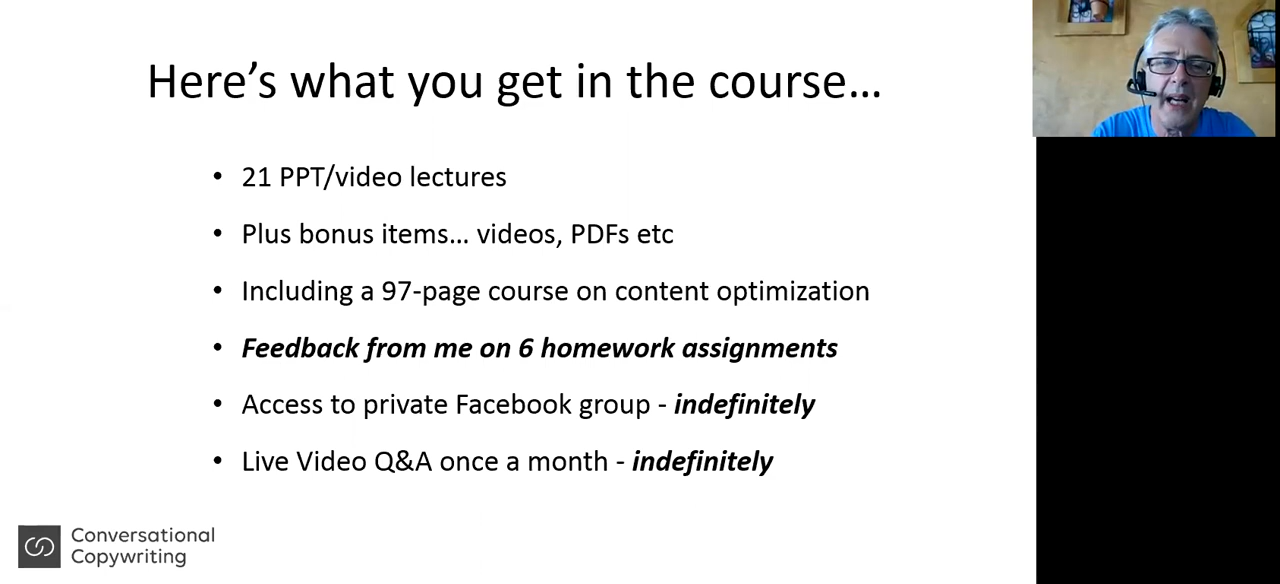 Here’s what you get in the course…
• 21 PPT/video lectures
• Plus bonus items… videos, PDFs etc
• Including a 97-page course on content optimization
• Feedback from me on 6 homework assignments
• Access to private Facebook group - indefinitely
• Live Video Q&A once a month - indefinitely
Conversational
Copywriting